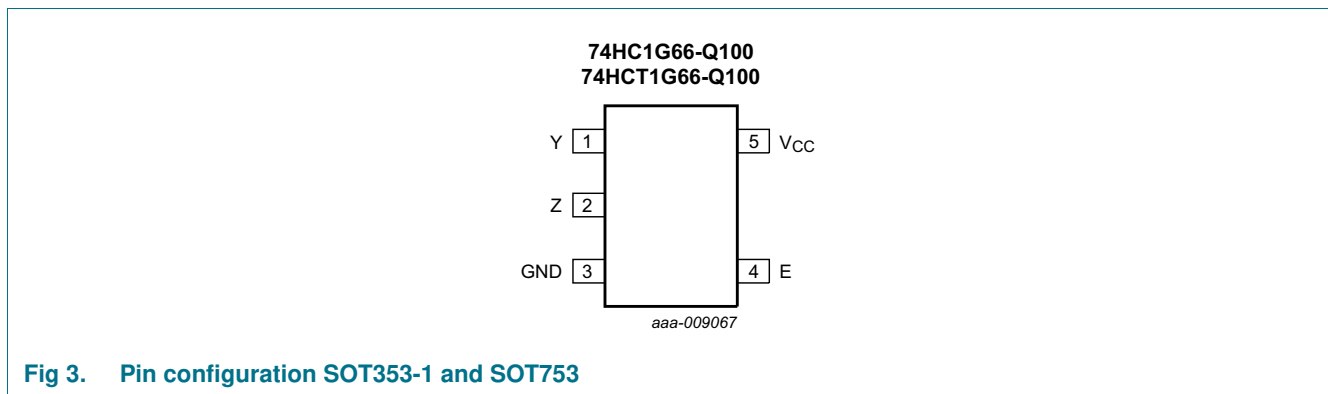 74HC1G66-Q100
74HCT1G66-Q100
Y 1 5 VCC
Z 2
GND 3 4 E
aaa-009067
Fig 3. Pin configuration SOT353-1 and SOT753